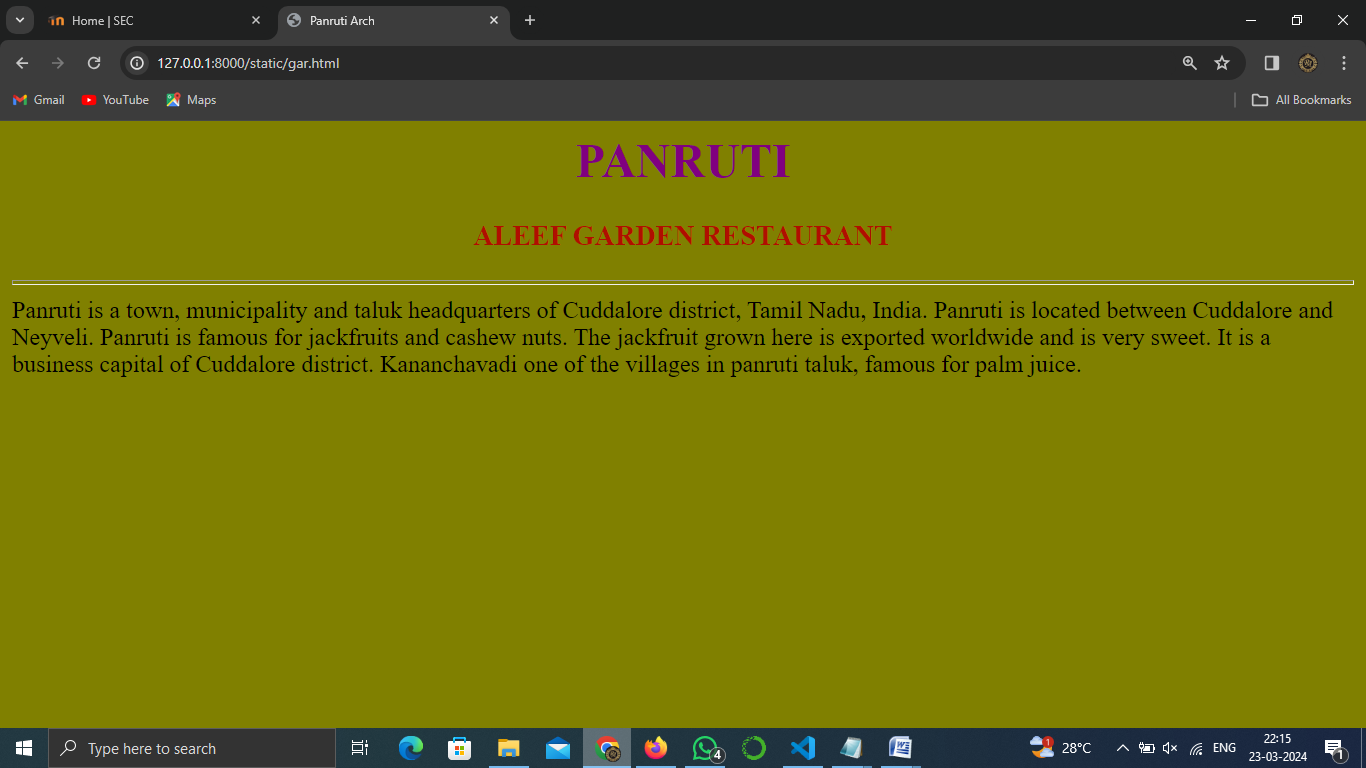 Home | SEC
Panruti Arch
127.0.0.1:8000/static/gar.html
Gmail
YouTube
Maps
All Bookmarks
PANRUTI
ALEEF GARDEN RESTAURANT
Panruti is a town, municipality and taluk headquarters of Cuddalore district, Tamil Nadu, India. Panruti is located between Cuddalore and
Neyveli. Panruti is famous for jackfruits and cashew nuts. The jackfruit grown here is exported worldwide and is very sweet. It is a
business capital of Cuddalore district. Kananchavadi one of the villages in panruti taluk, famous for palm juice.
Type here to search
4
1
28°C
ENG
22:15
23-03-2024
1